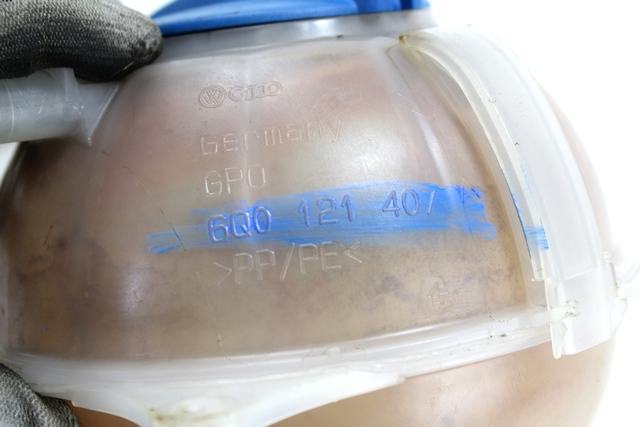 Germany
GPO
6Q0 121 407
>PP/PE<